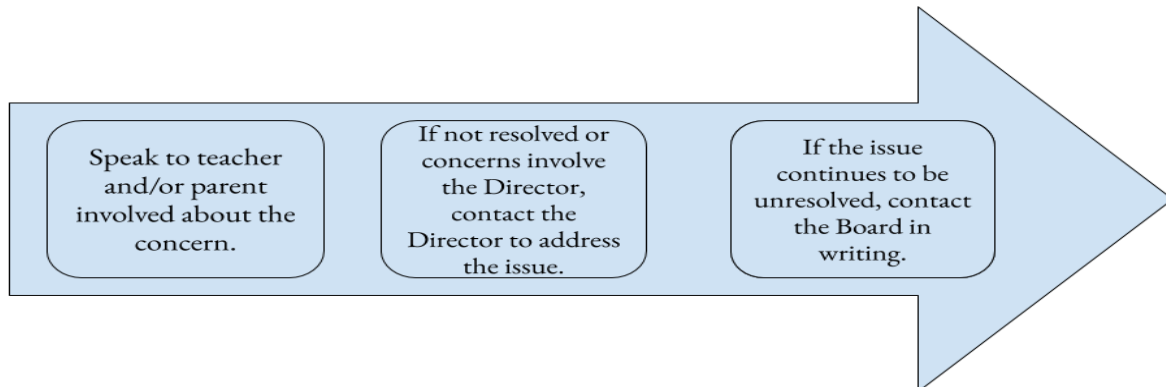 Speak to teacher
and/or parent
involved about the
concern.
If not resolved or
concerns involve
the Director,
contact the
Director to address
the issue.
If the issue
continues to be
unresolved, contact
the Board in
writing.